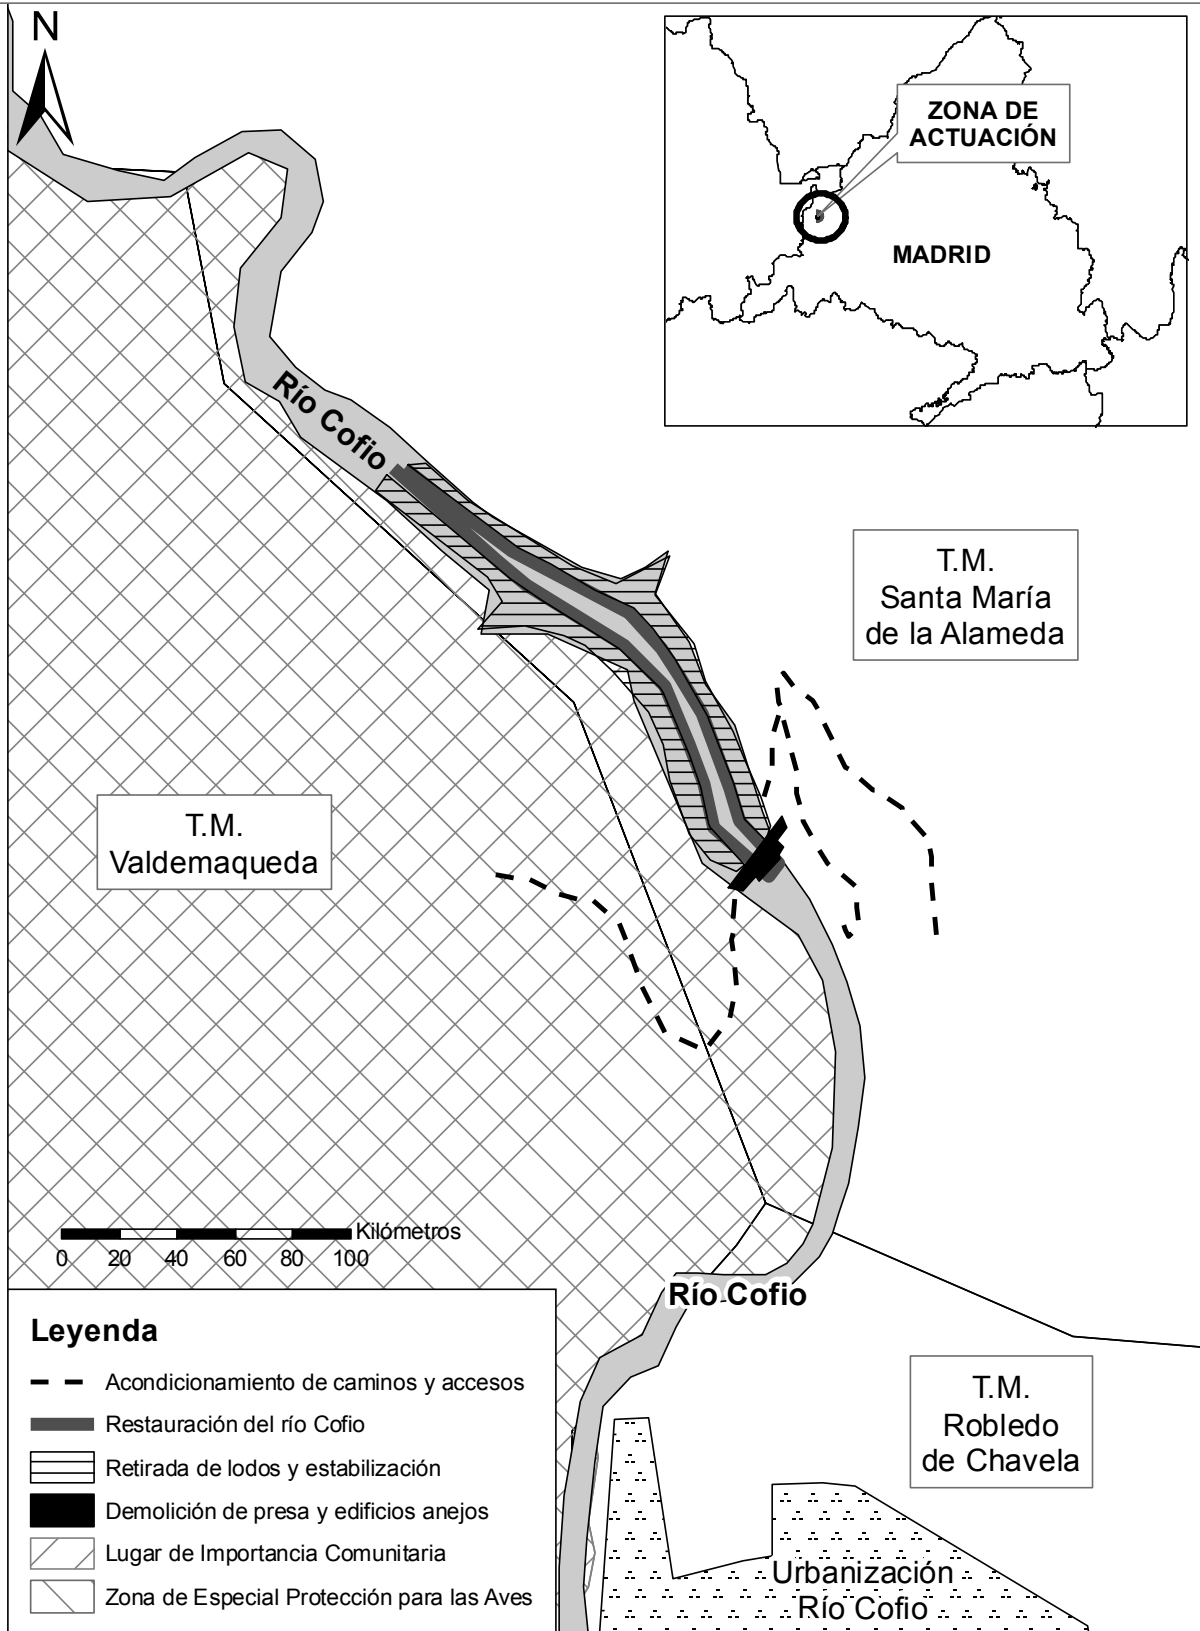 N
ZONA DE
ACTUACIÓN
MADRID
Río Cofio
T.M.
Santa María
de la Alameda
T.M.
Valdemaqueda
Kilómetros
0 20 40 60 80 100
Río Cofio
Leyenda
Acondicionamiento de caminos y accesos
Restauración del río Cofio
Retirada de lodos y estabilización
Demolición de presa y edificios anejos
Lugar de Importancia Comunitaria
Zona de Especial Protección para las Aves
T.M.
Robledo
de Chavela
Urbanización
Río Cofio